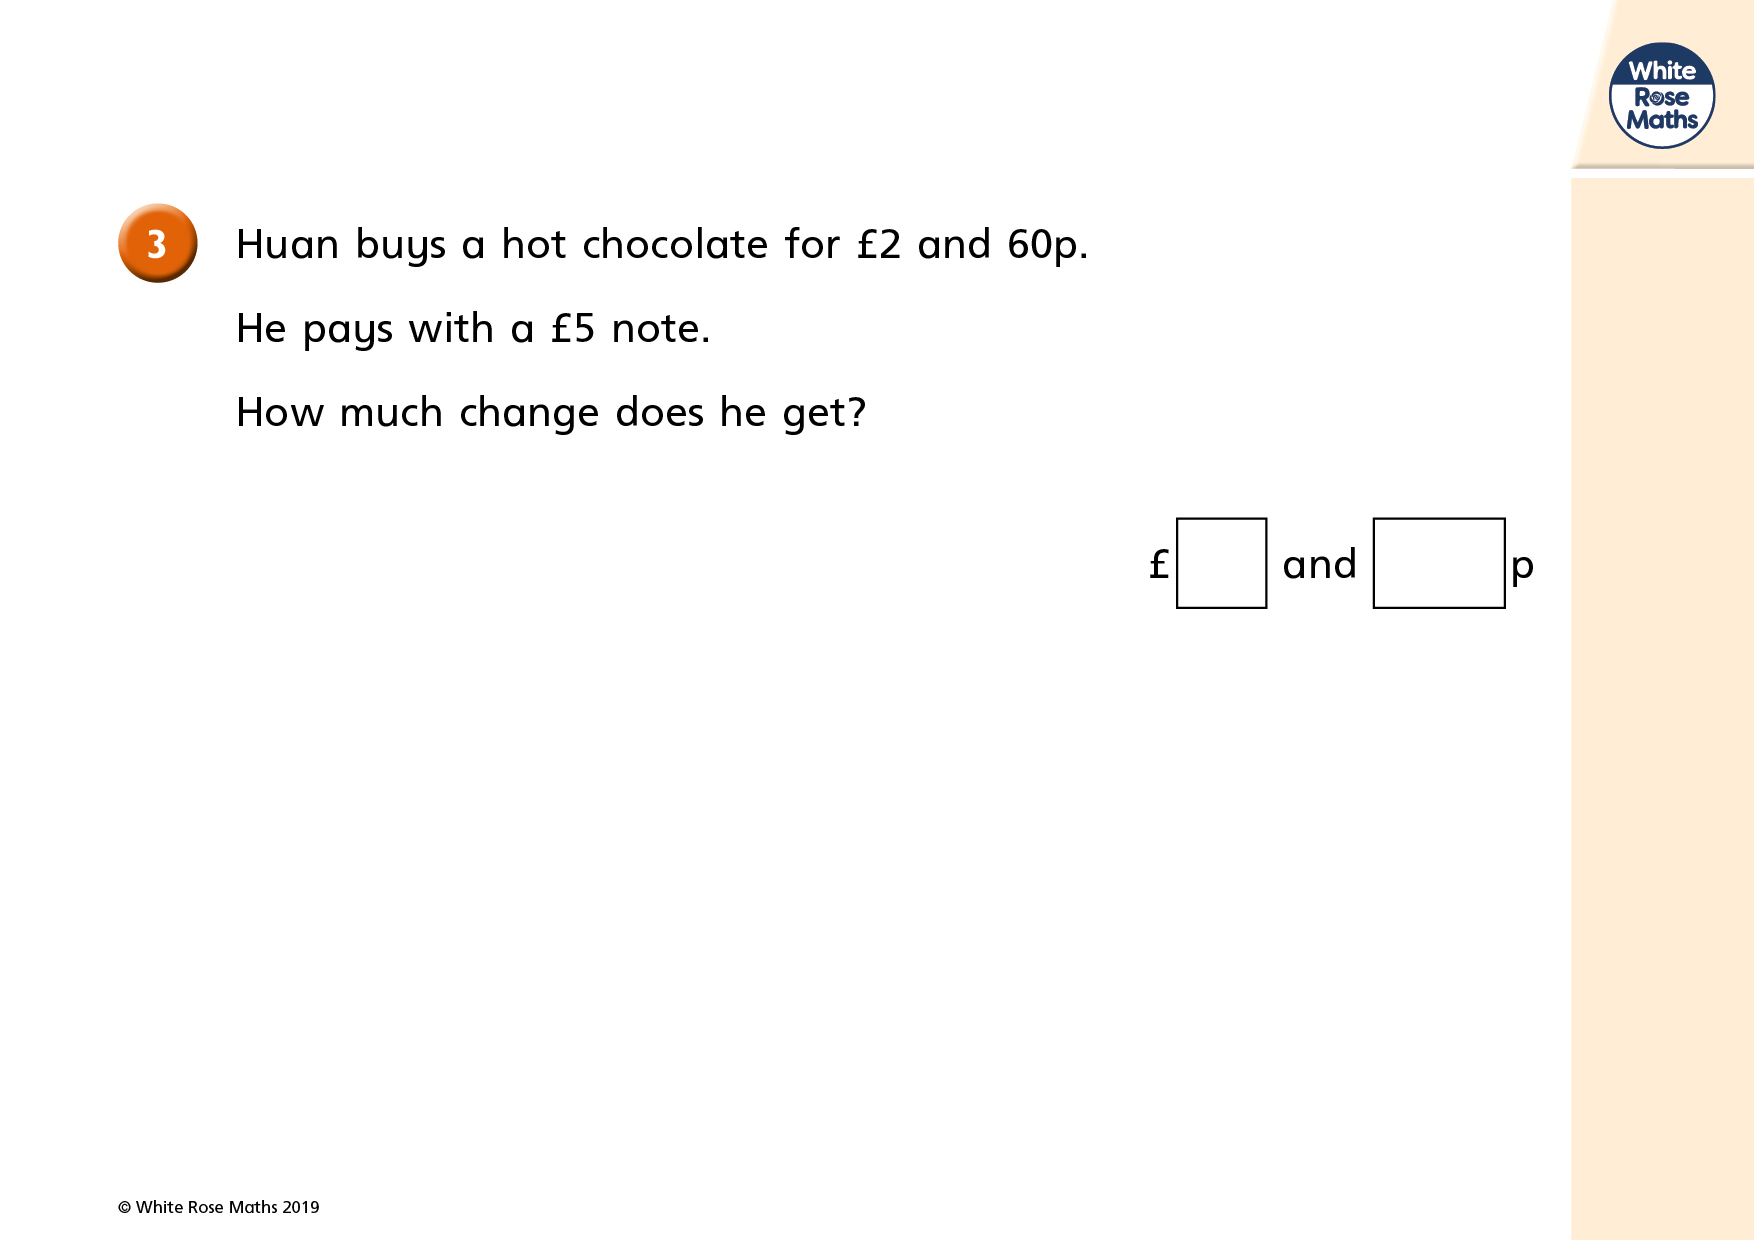 White
Rose
Maths
3 Huan buys a hot chocolate for £2 and 60p.
He pays with a £5 note.
How much change does he get?
£ and p
© White Rose Maths 2019